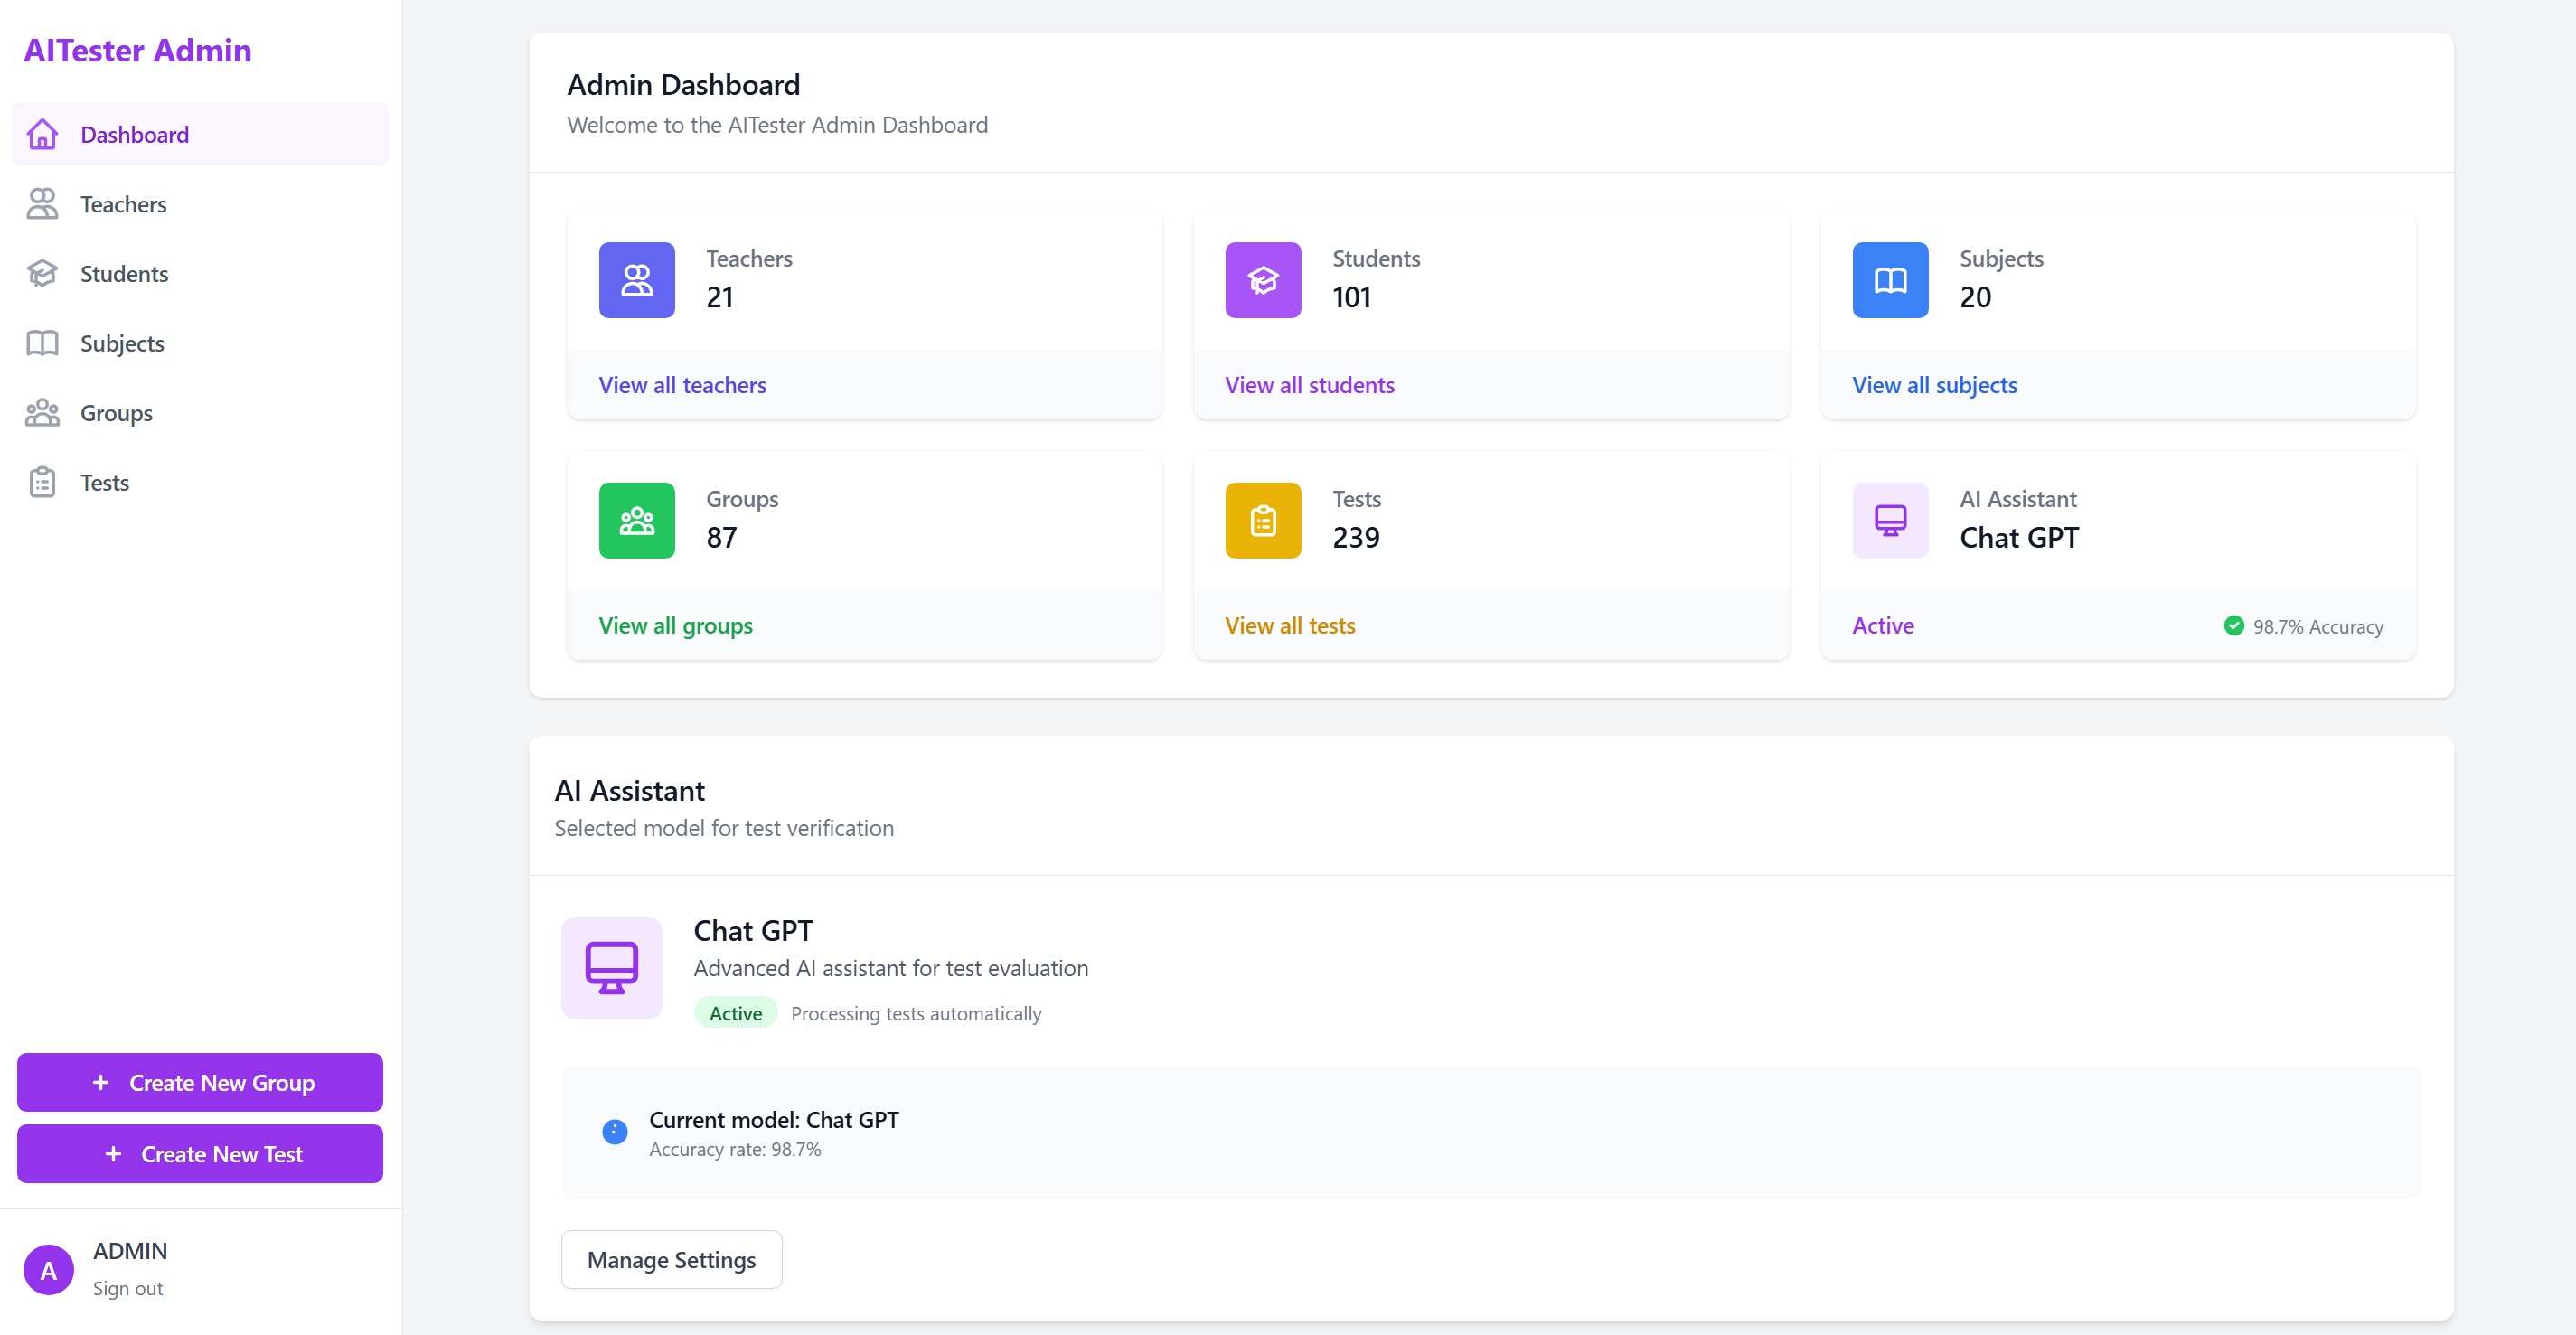 AITester Admin
Dashboard
Teachers
Students
Subjects
Groups
Tests
Create New Group
Create New Test
A
ADMIN
Sign out
Admin Dashboard
Welcome to the AITester Admin Dashboard
Teachers
21
View all teachers
Students
101
View all students
Subjects
20
View all subjects
Groups
87
View all groups
Tests
239
View all tests
AI Assistant
Chat GPT
Active
98.7% Accuracy
AI Assistant
Selected model for test verification
Chat GPT
Advanced AI assistant for test evaluation
Active Processing tests automatically
Current model: Chat GPT
Accuracy rate: 98.7%
Manage Settings